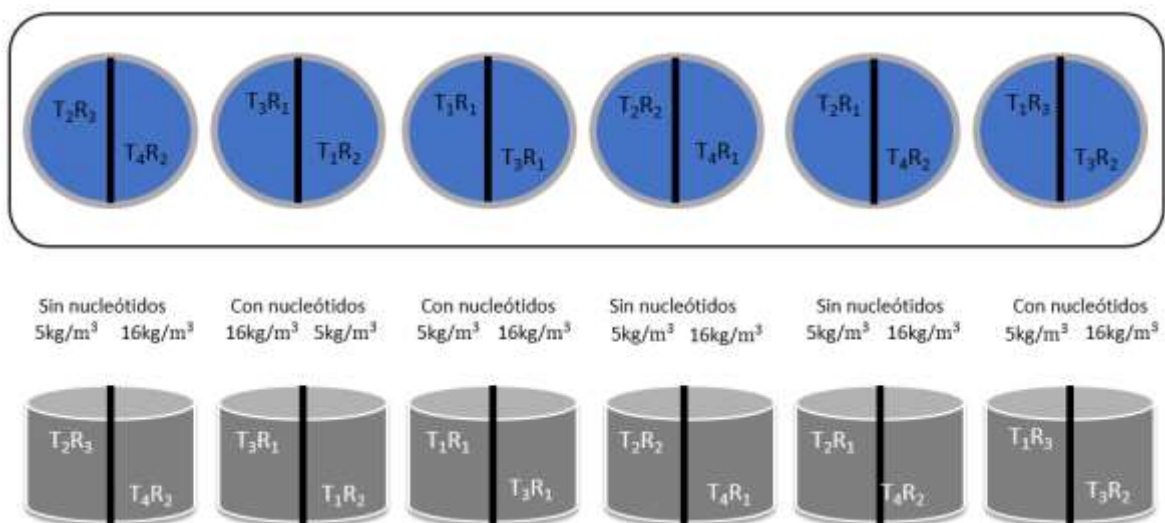 T₂R₃ T₃R₁ T₁R₁ T₂R₂ T₂R₁ T₁R₃
T₄R₂ T₁R₂ T₃R₁ T₄R₁ T₄R₂ T₃R₂
Sin nucleótidos Con nucleótidos Con nucleótidos Sin nucleótidos Sin nucleótidos Con nucleótidos
5kg/m³ 16kg/m³ 16kg/m³ 5kg/m³ 5kg/m³ 16kg/m³ 5kg/m³ 16kg/m³ 5kg/m³ 16kg/m³ 5kg/m³ 16kg/m³
T₂R₃ T₃R₁ T₁R₁ T₂R₂ T₂R₁ T₁R₃
T₄R₂ T₁R₂ T₃R₁ T₄R₁ T₄R₂ T₃R₂